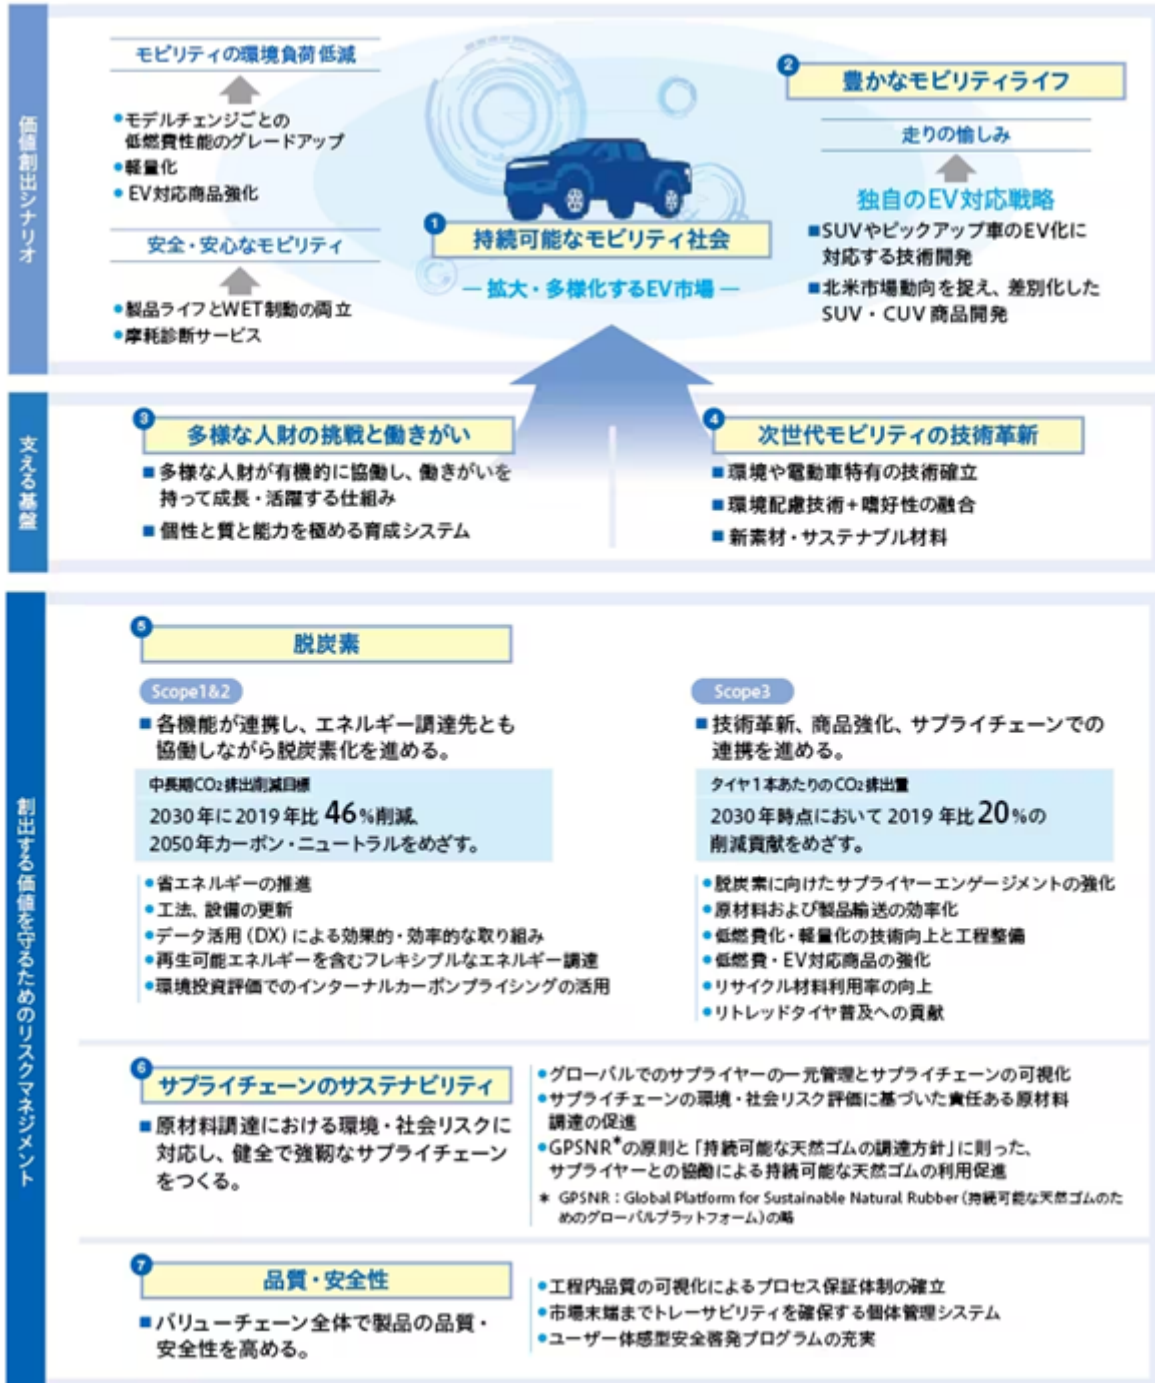 価値創出シナリオ
モビリティの環境負荷低減
●モデルチェンジごとの
低燃費性能のグレードアップ
●軽量化
● EV対応商品強化
安全・安心なモビリティ
●製品ライフとWET制動の両立
●摩耗診断サービス
1
持続可能なモビリティ社会
― 拡大・多様化するEV市場 ―
2
豊かなモビリティライフ
走りの愉しみ
独自のEV対応戦略
■SUVやピックアップ車のEV化に
対応する技術開発
■北米市場動向を捉え、差別化した
SUV・CUV 商品開発
支える基盤
3
多様な人財の挑戦と働きがい
■ 多様な人財が有機的に協働し、働きがいを
持って成長・活躍する仕組み
■ 個性と質と能力を極める育成システム
4
次世代モビリティの技術革新
■ 環境や電動車特有の技術確立
■ 環境配慮技術+嗜好性の融合
■ 新素材・サステナブル材料
創出する価値を守るためのリスクマネジメント
5
脱炭素
Scope1&2
■ 各機能が連携し、エネルギー調達先とも
協働しながら脱炭素化を進める。
中長期CO2排出削減目標
2030年に2019年比 46%削減、
2050年カーボン・ニュートラルをめざす。
●省エネルギーの推進
●工法、設備の更新
●データ活用(DX)による効果的・効率的な取り組み
●再生可能エネルギーを含むフレキシブルなエネルギー調達
●環境投資評価でのインターナルカーボンプライシングの活用
Scope3
■ 技術革新、商品強化、サプライチェーンでの
連携を進める。
タイヤ1本あたりのCO2排出量
2030年時点において 2019年比20%の
削減貢献をめざす。
●脱炭素に向けたサプライヤーエンゲージメントの強化
●原材料および製品輸送の効率化
●低燃費化・軽量化の技術向上と工程整備
●低燃費・EV対応商品の強化
●リサイクル材料利用率の向上
●リトレッドタイヤ普及への貢献
6
サプライチェーンのサステナビリティ
■ 原材料調達における環境・社会リスクに
対応し、健全で強靭なサプライチェーン
をつくる。
●グローバルでのサプライヤーの一元管理とサプライチェーンの可視化
●サプライチェーンの環境・社会リスク評価に基づいた責任ある原材料
調達の促進
●GPSNR*の原則と「持続可能な天然ゴムの調達方針」に則った、
サプライヤーとの協働による持続可能な天然ゴムの利用促進
* GPSNR:Global Platform for Sustainable Natural Rubber(持続可能な天然ゴムのた
めのグローバルプラットフォーム)の略
7
品質・安全性
■ バリューチェーン全体で製品の品質・
安全性を高める。
●工程内品質の可視化によるプロセス保証体制の確立
●市場末端までトレーサビリティを確保する個体管理システム
●ユーザー体感型安全啓発プログラムの充実